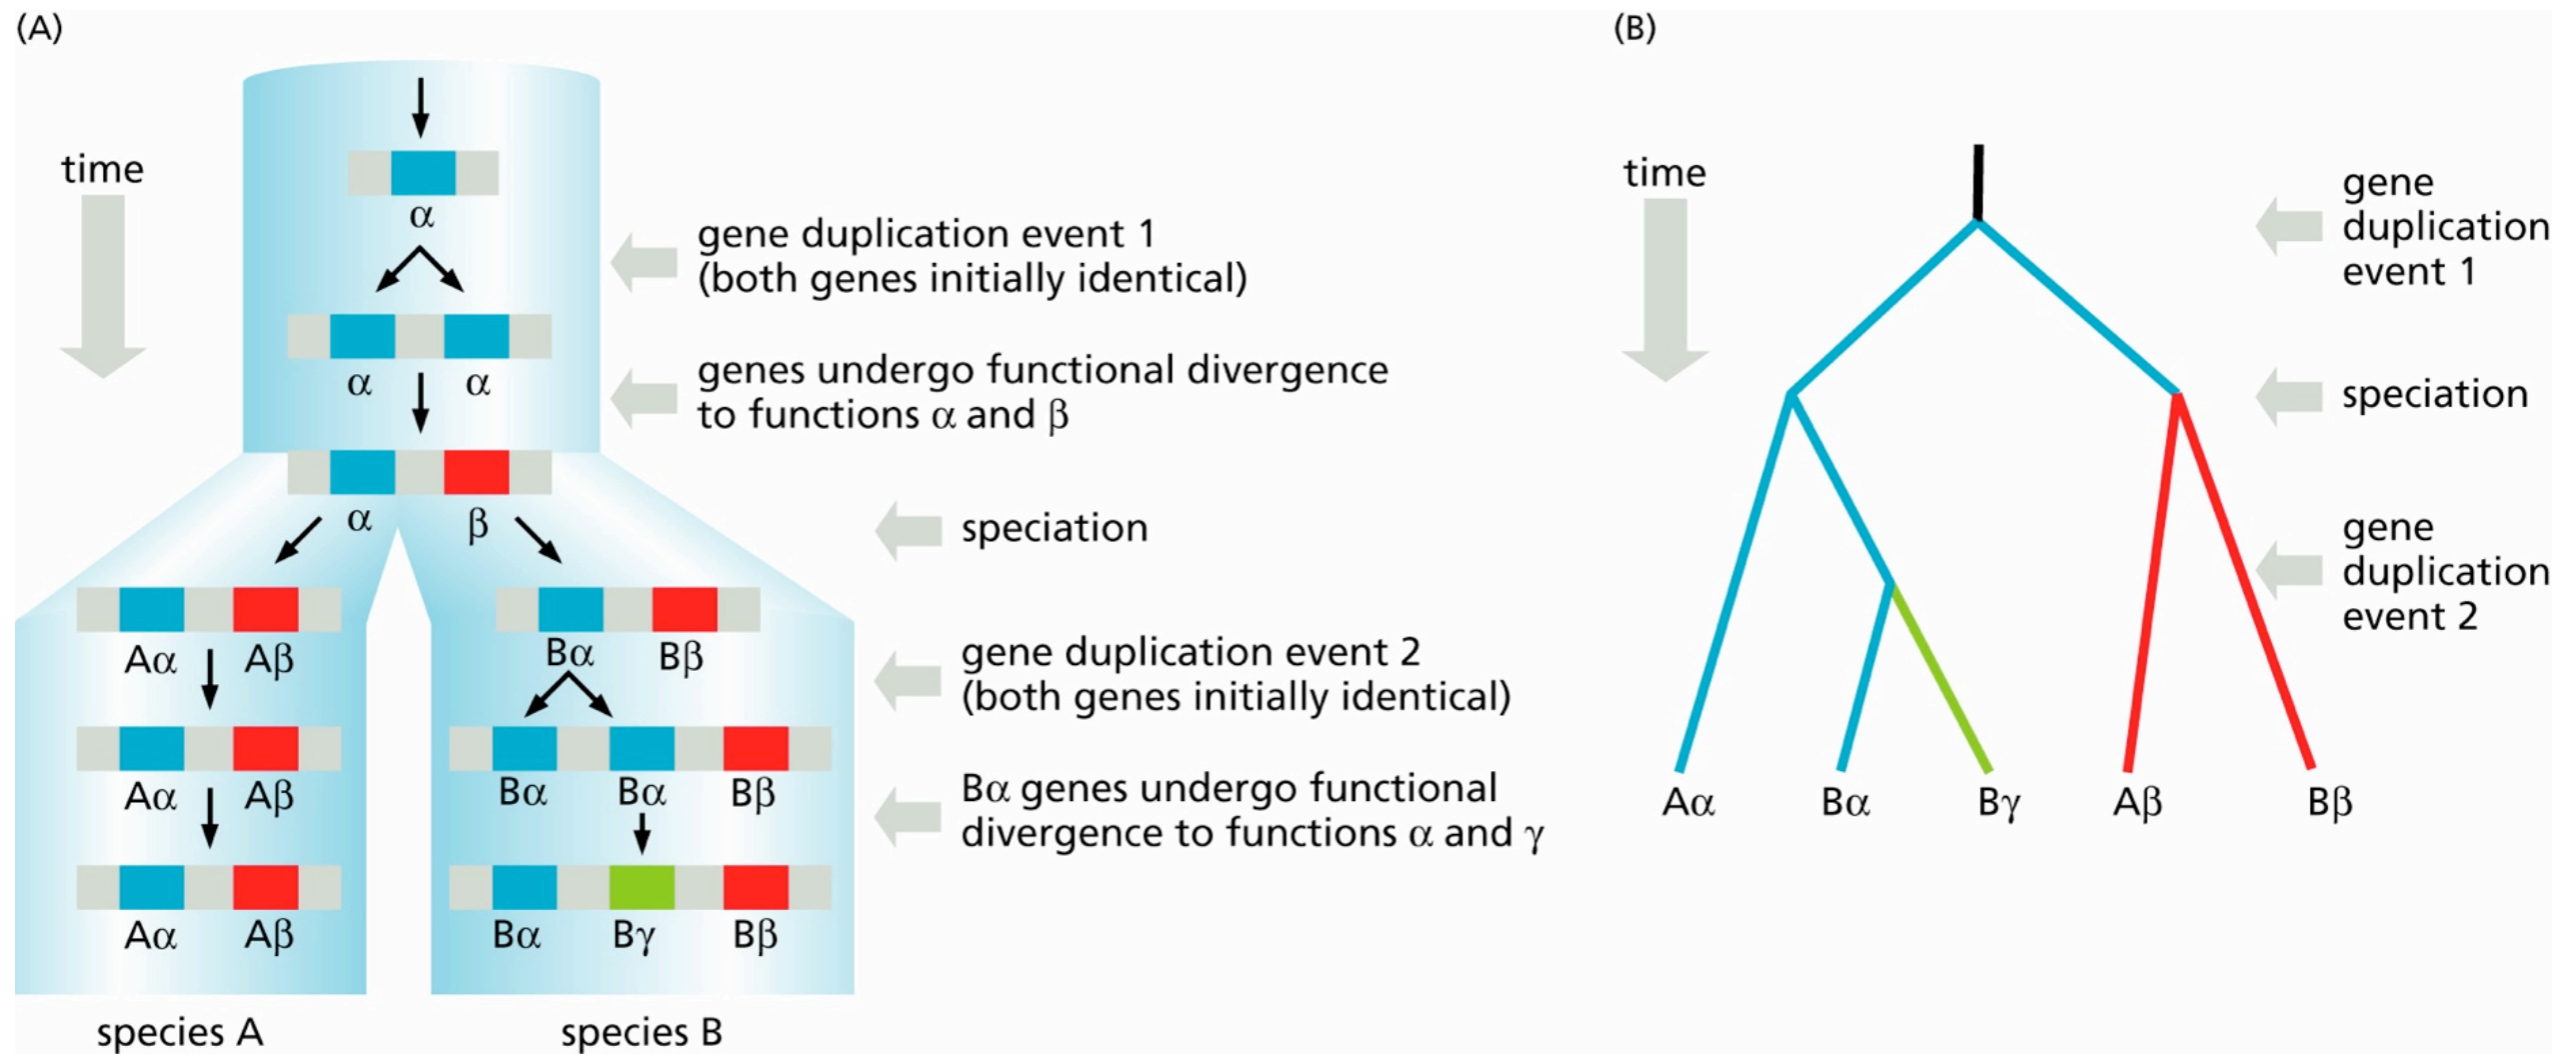 (A)
time
α
gene duplication event 1
(both genes initially identical)
α α
genes undergo functional divergence
to functions α and β
α β
speciation
Aα Aβ
Bα Bβ
gene duplication event 2
(both genes initially identical)
Aα Aβ
Bα Bα Bβ
Bα genes undergo functional
divergence to functions α and γ
Aα Aβ
Bα Bγ Bβ
species A
species B
(B)
time
gene
duplication
event 1
speciation
gene
duplication
event 2
Aα Bα Bγ Aβ Bβ